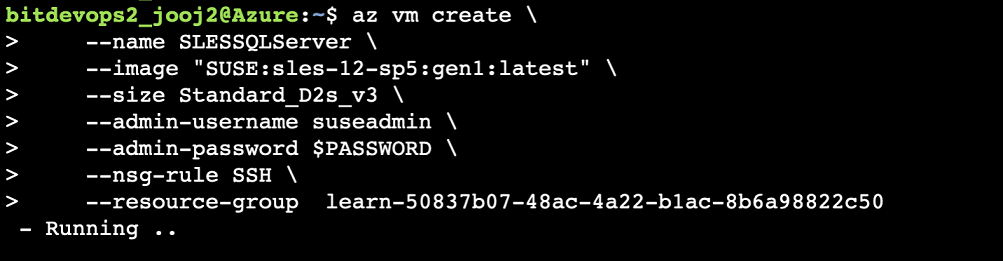 bitdevops2_jooj2@Azure:~$ az vm create \
> --name SLESSQLServer \
> --image "SUSE:sles-12-sp5:gen1:latest" \
> --size Standard_D2s_v3 \
> --admin-username suseadmin \
> --admin-password $PASSWORD \
> --nsg-rule SSH \
> --resource-group  learn-50837b07-48ac-4a22-b1ac-8b6a98822c50
- Running ..